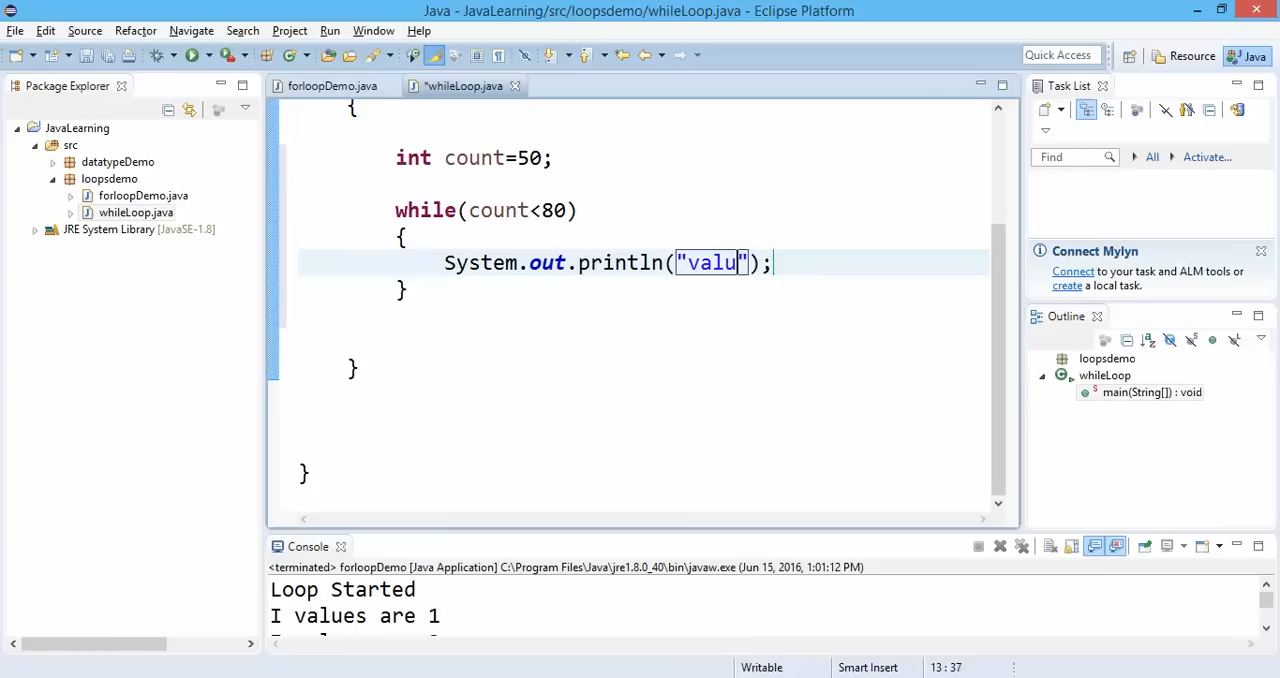 Java - JavaLearning/src/loopsdemo/whileLoop.java - Eclipse Platform
File Edit Source Refactor Navigate Search Project Run Window Help
Quick Access Resource Java
Package Explorer
forloopDemo.java *whileLoop.java
Task List
JavaLearning
src
datatypeDemo
loopsdemo
forloopDemo.java
whileLoop.java
JRE System Library [JavaSE-1.8]
{
int count=50;
while(count<80)
{
System.out.println("valu");
}
}
}
Find All Activate...
Connect Mylyn
Connect to your task and ALM tools or
create a local task.
Outline
loopsdemo
whileLoop
main(String[]) : void
Console
<terminated> forloopDemo [Java Application] C:\Program Files\Java\jre1.8.0_40\bin\javaw.exe (Jun 15, 2016, 1:01:12 PM)
Loop Started
I values are 1
Writable Smart Insert 13 : 37